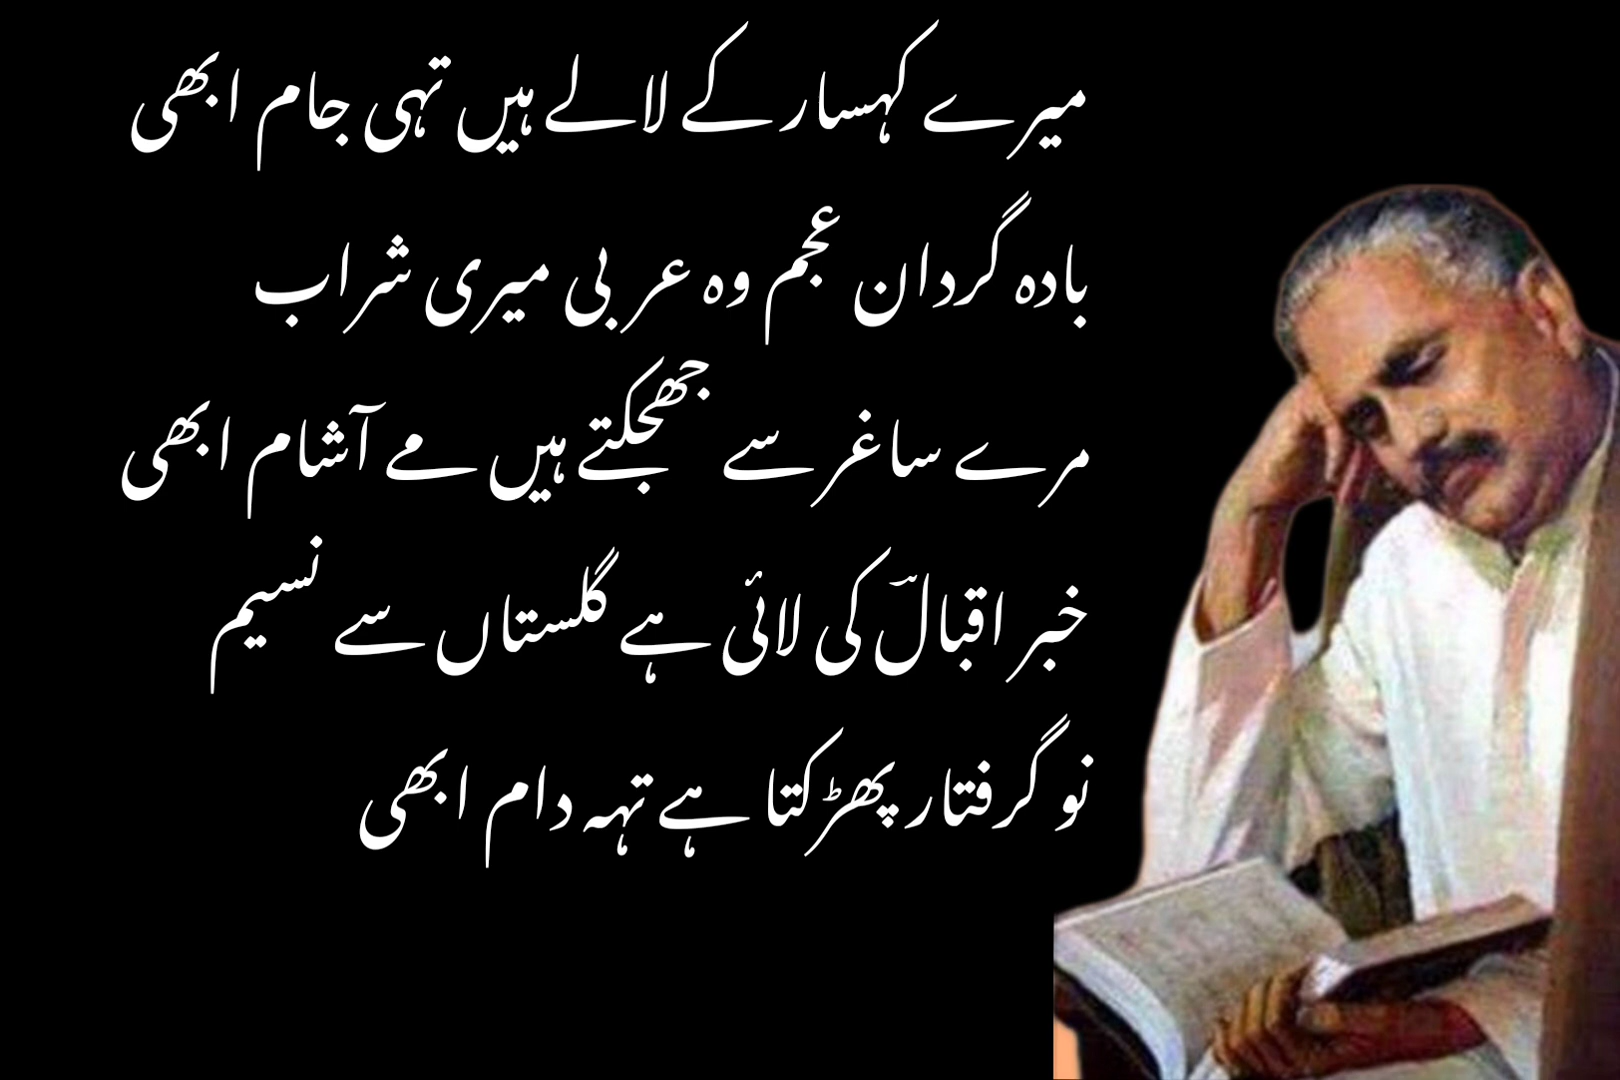 میرے کہسار کے لالے ہیں تہی جام ابھی
بادہ گردان عجم وہ عربی میری شراب
مرے ساغر سے جھجکتے ہیں مے آشام ابھی
خبر اقبالؔ کی لائی ہے گلستاں سے نسیم
نو گرفتار پھڑکتا ہے تہہ دام ابھی